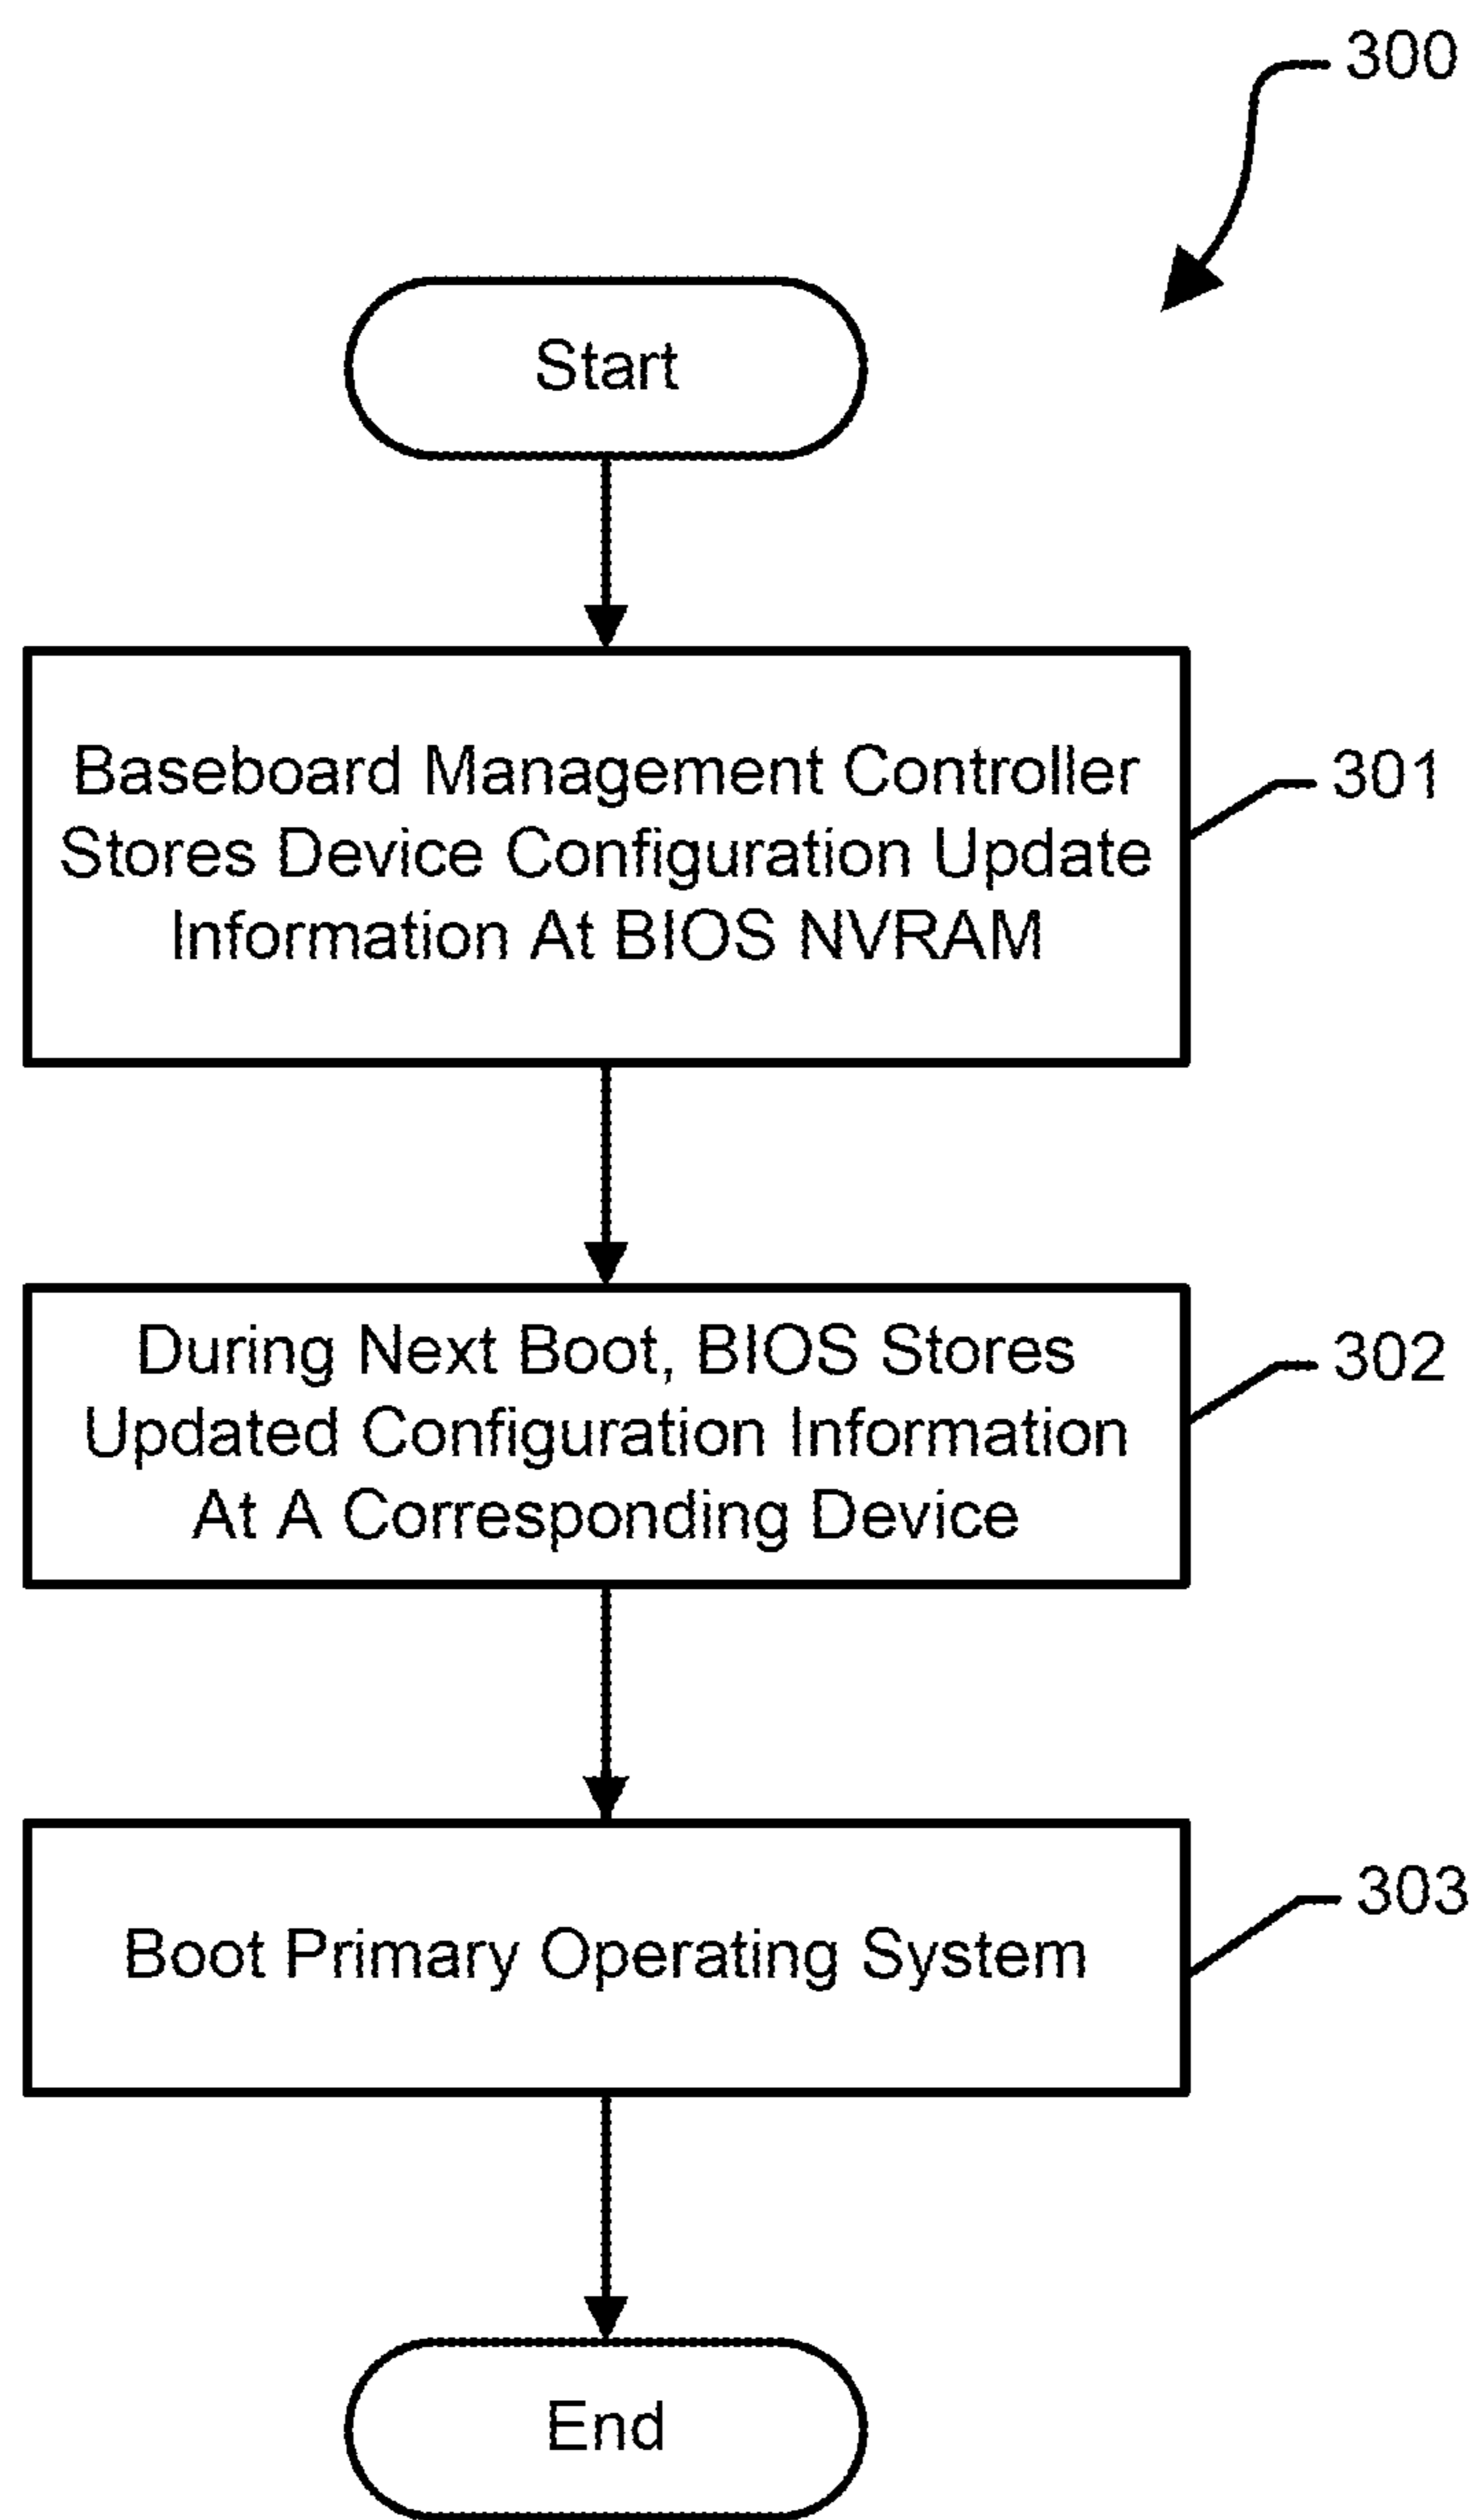 300
Start
Baseboard Management Controller
Stores Device Configuration Update
Information At BIOS NVRAM
301
During Next Boot, BIOS Stores
Updated Configuration Information
At A Corresponding Device
302
Boot Primary Operating System
303
End